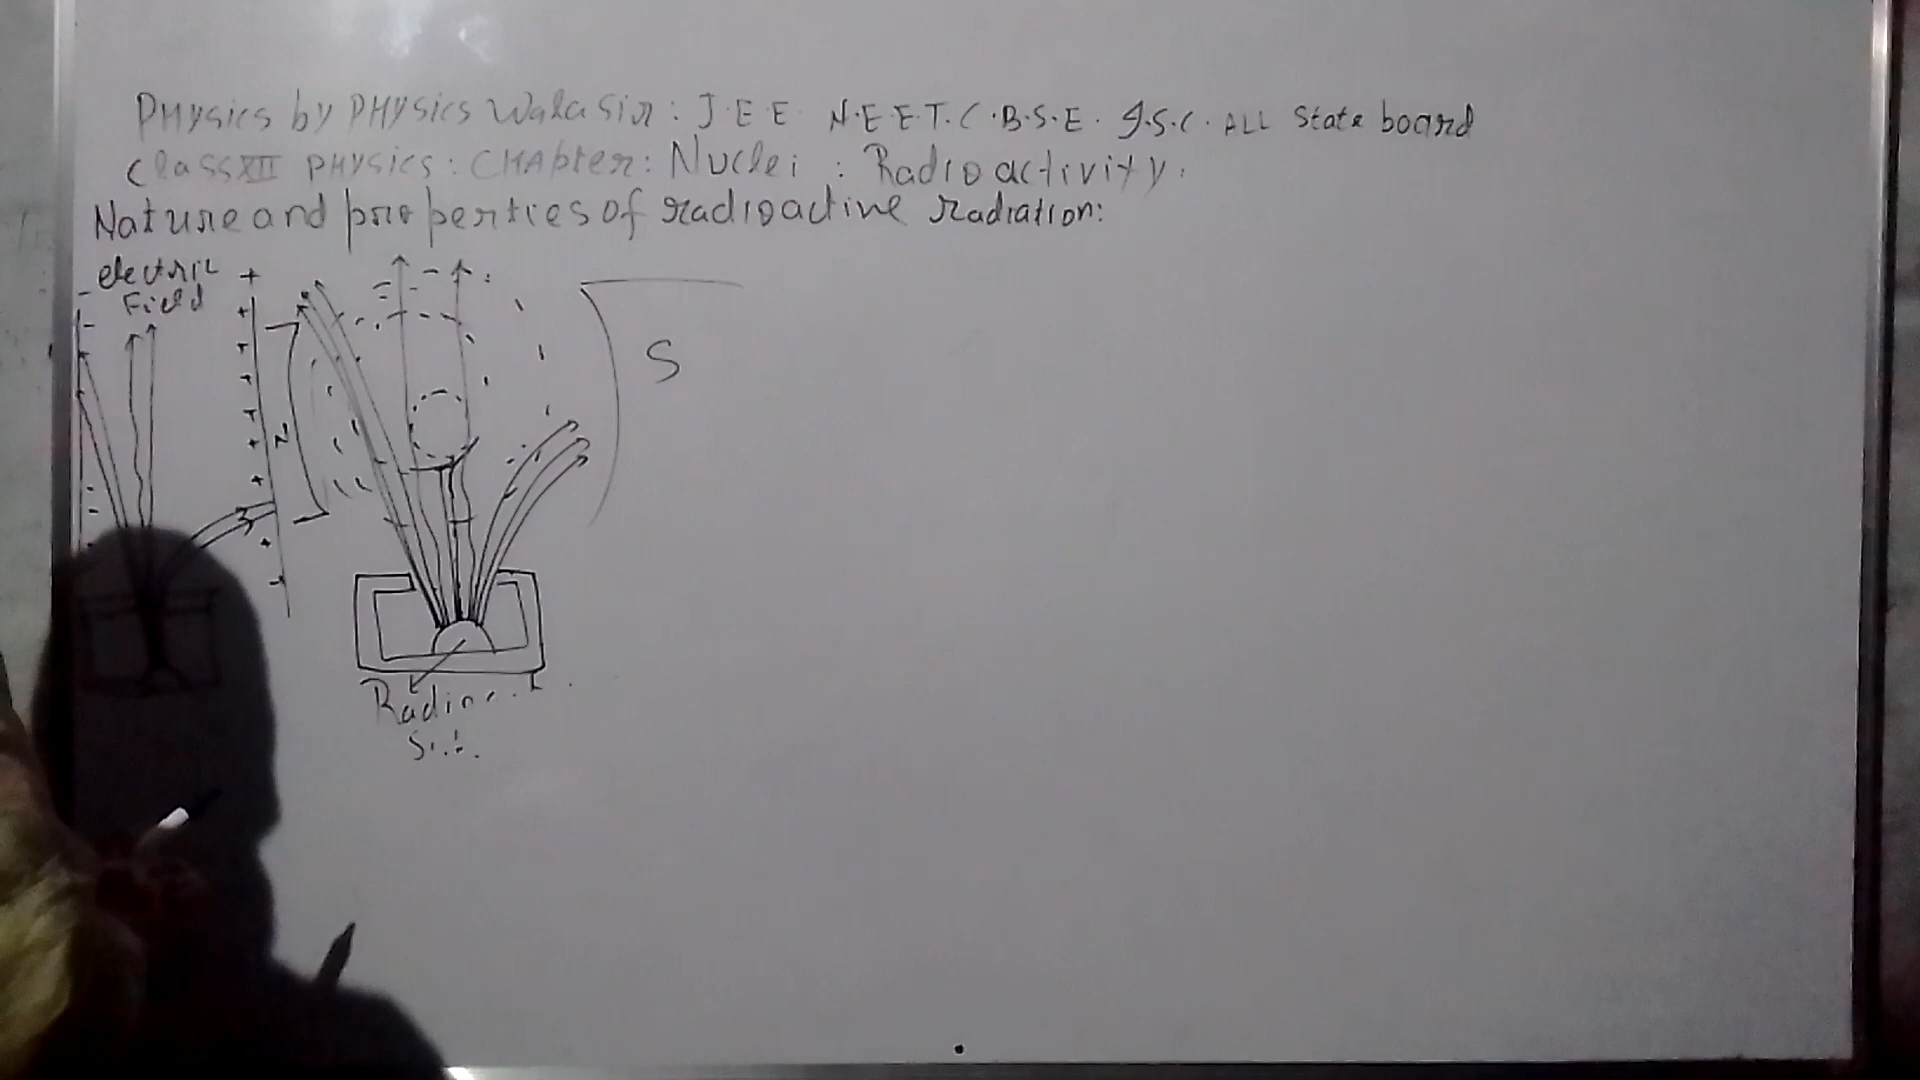 Physics by PHysics Wala Sir: J.E.E. N.E.E.T. C.B.S.E. I.S.C. ALL State board
Class XII PHYSICS: CHApter: Nuclei : Radioactivity.
Nature and properties of radioactive radiation:
electric
Field
N
S